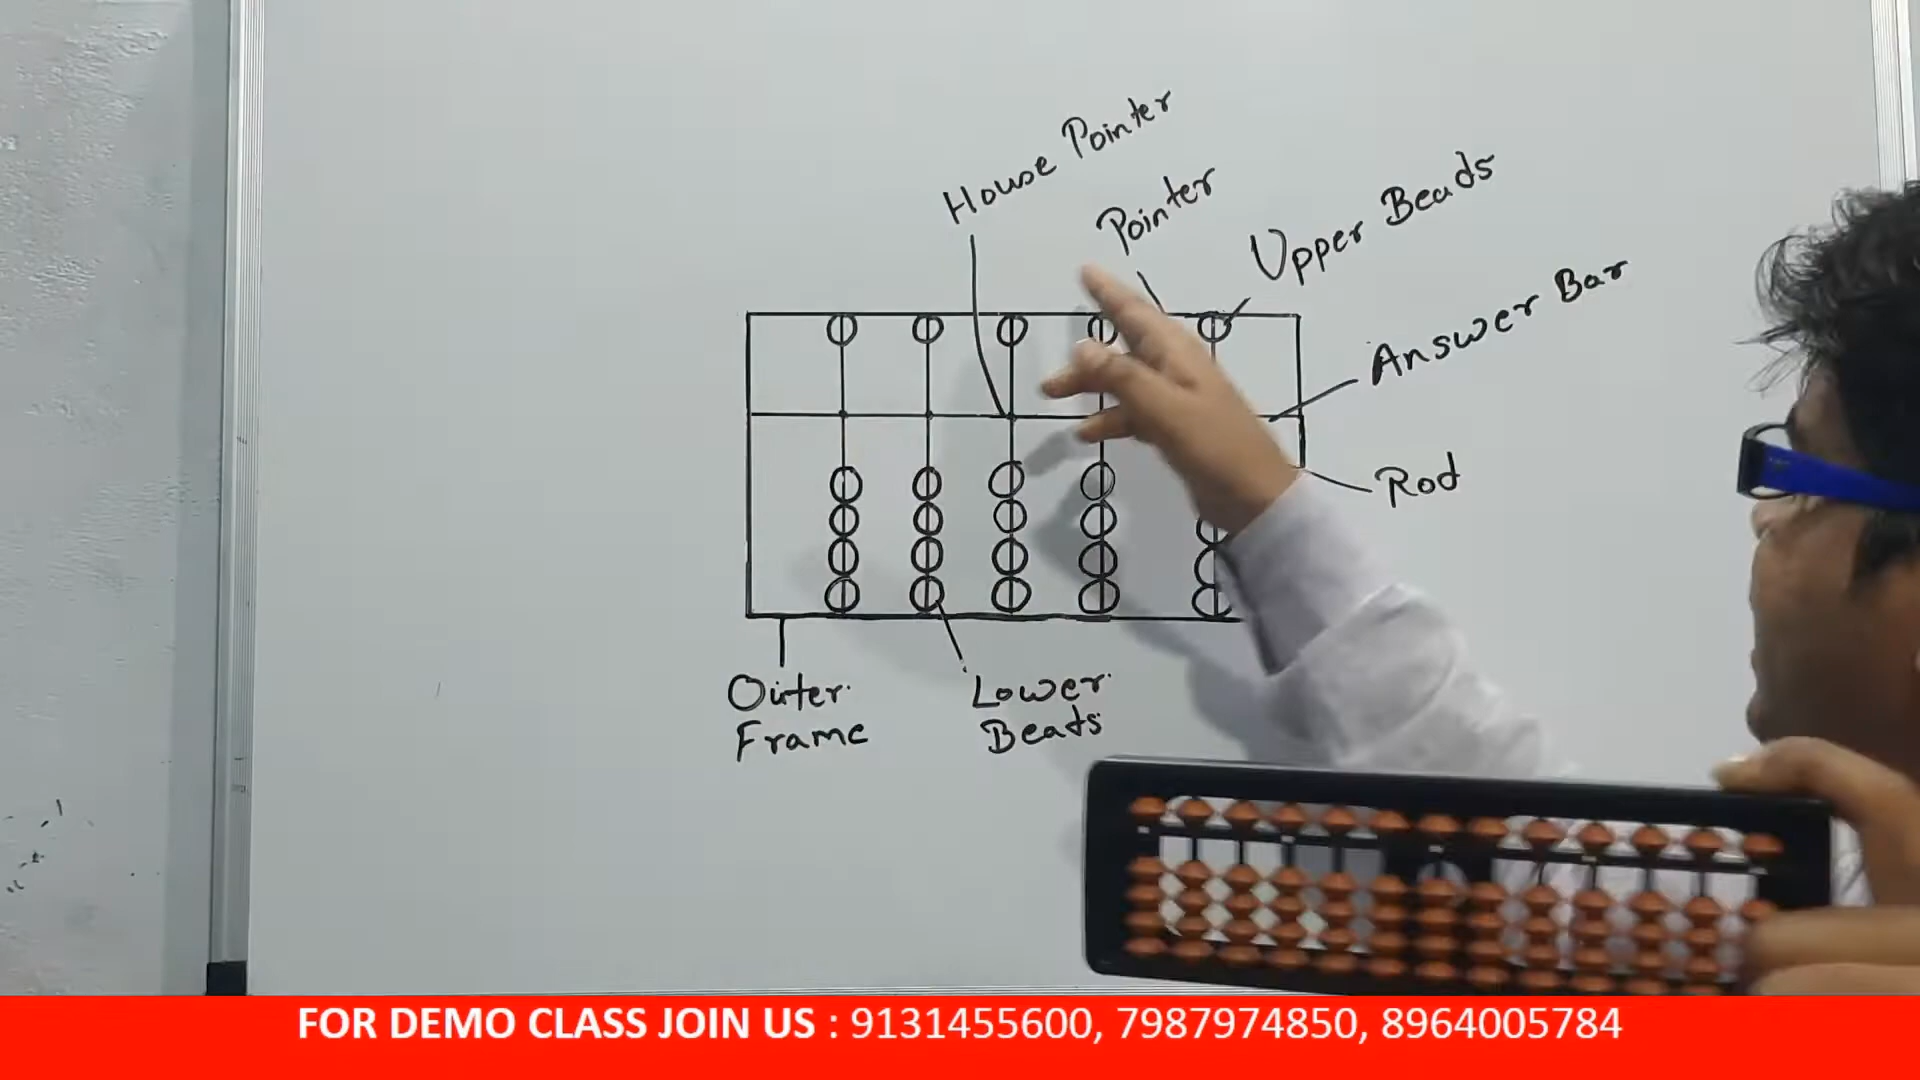 House Pointer
Pointer
Upper Beads
Answer Bar
Rod
Outer
Frame
Lower
Beads
FOR DEMO CLASS JOIN US : 9131455600, 7987974850, 8964005784